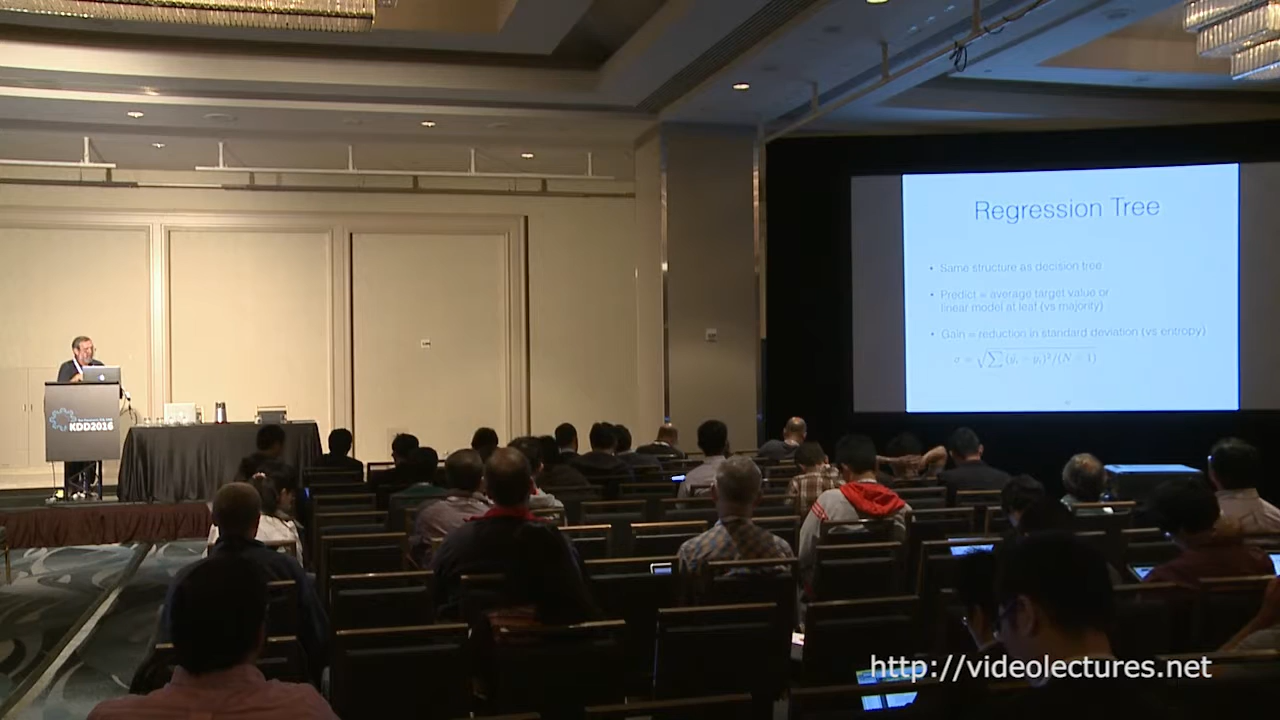 Regression Tree
• Same structure as decision tree
• Predict = average target value or
linear model at leaf (vs majority)
• Gain = reduction in standard deviation (vs entropy)
KDD2016
http://videolectures.net